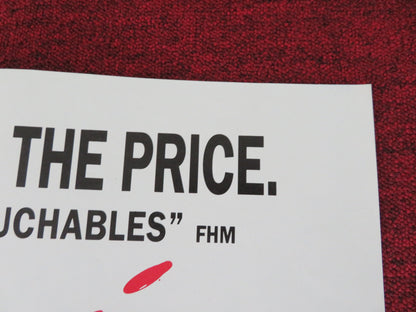 THE PRICE.
UCHABLES” FHM